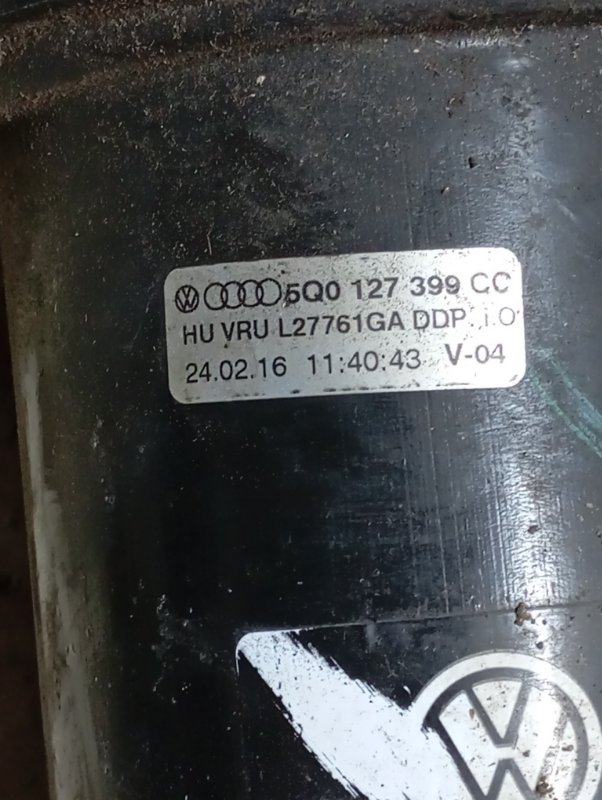 5Q0 127 399 CC
HU VRU L27761GA DDP. i.O
24.02.16 11:40:43 V-04